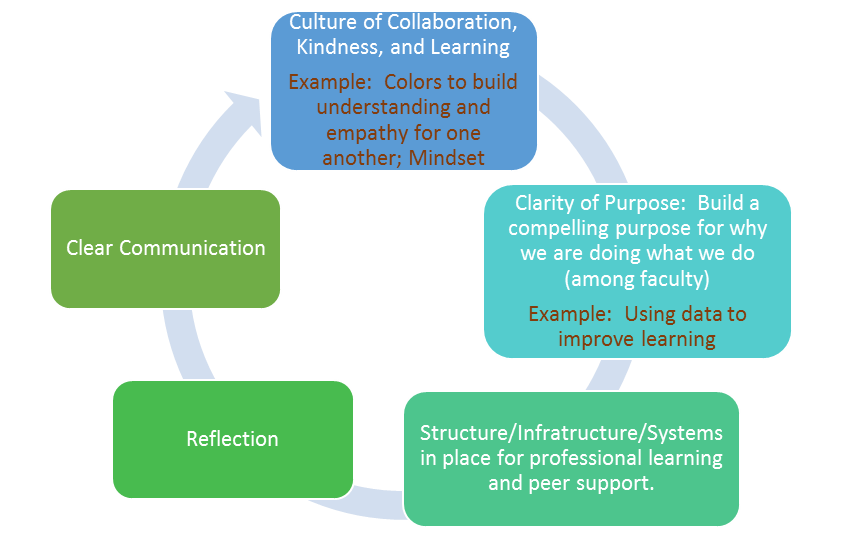 Culture of Collaboration,
Kindness, and Learning
Example:  Colors to build
understanding and
empathy for one
another; Mindset
Clarity of Purpose:  Build a
compelling purpose for why
we are doing what we do
(among faculty)
Example:  Using data to
improve learning
Structure/Infratructure/Systems
in place for professional learning
and peer support.
Reflection
Clear Communication